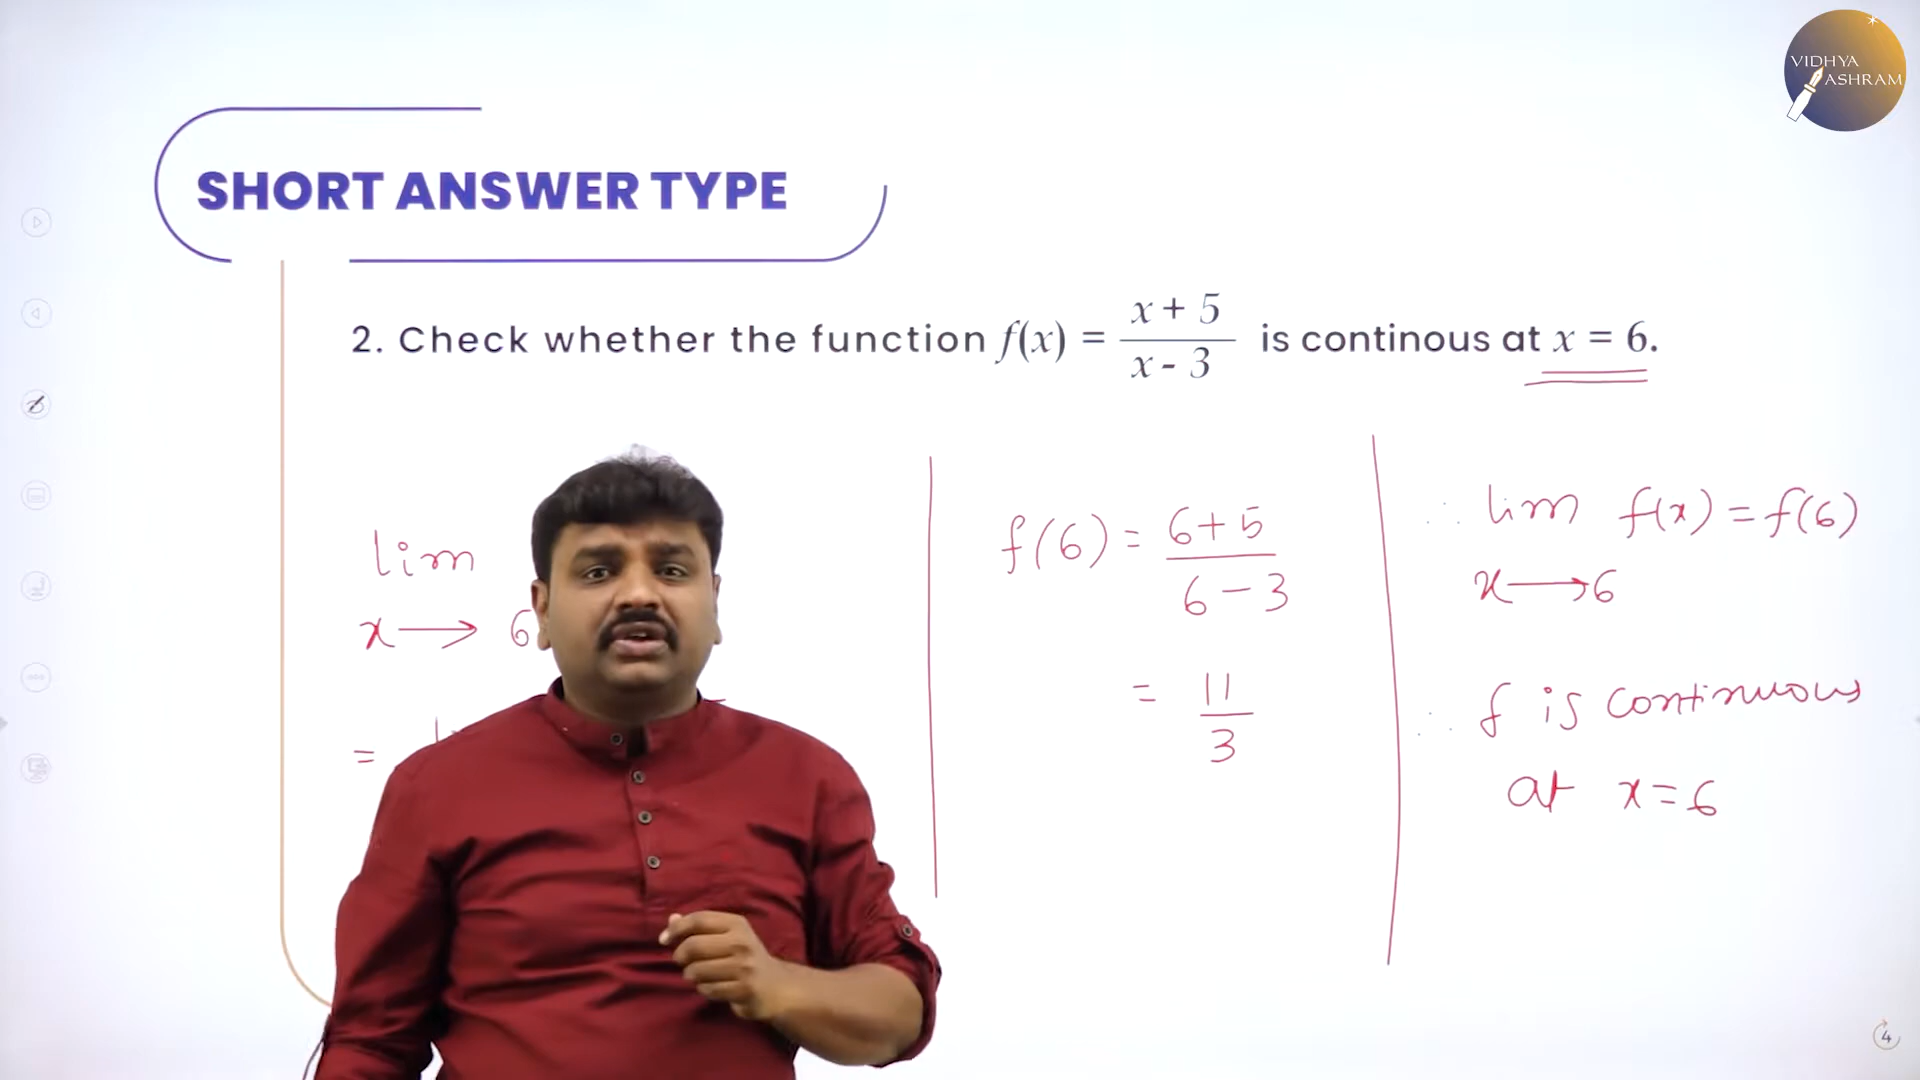 VIDHYA
ASHRAM
SHORT ANSWER TYPE
2. Check whether the function f(x) = x + 5 / x - 3 is continous at x = 6.
lim
x → 6
=
f(6) = 6+5 / 6-3
= 11 / 3
∴ lim f(x) = f(6)
x → 6
∴ f is continuous
at x = 6
4